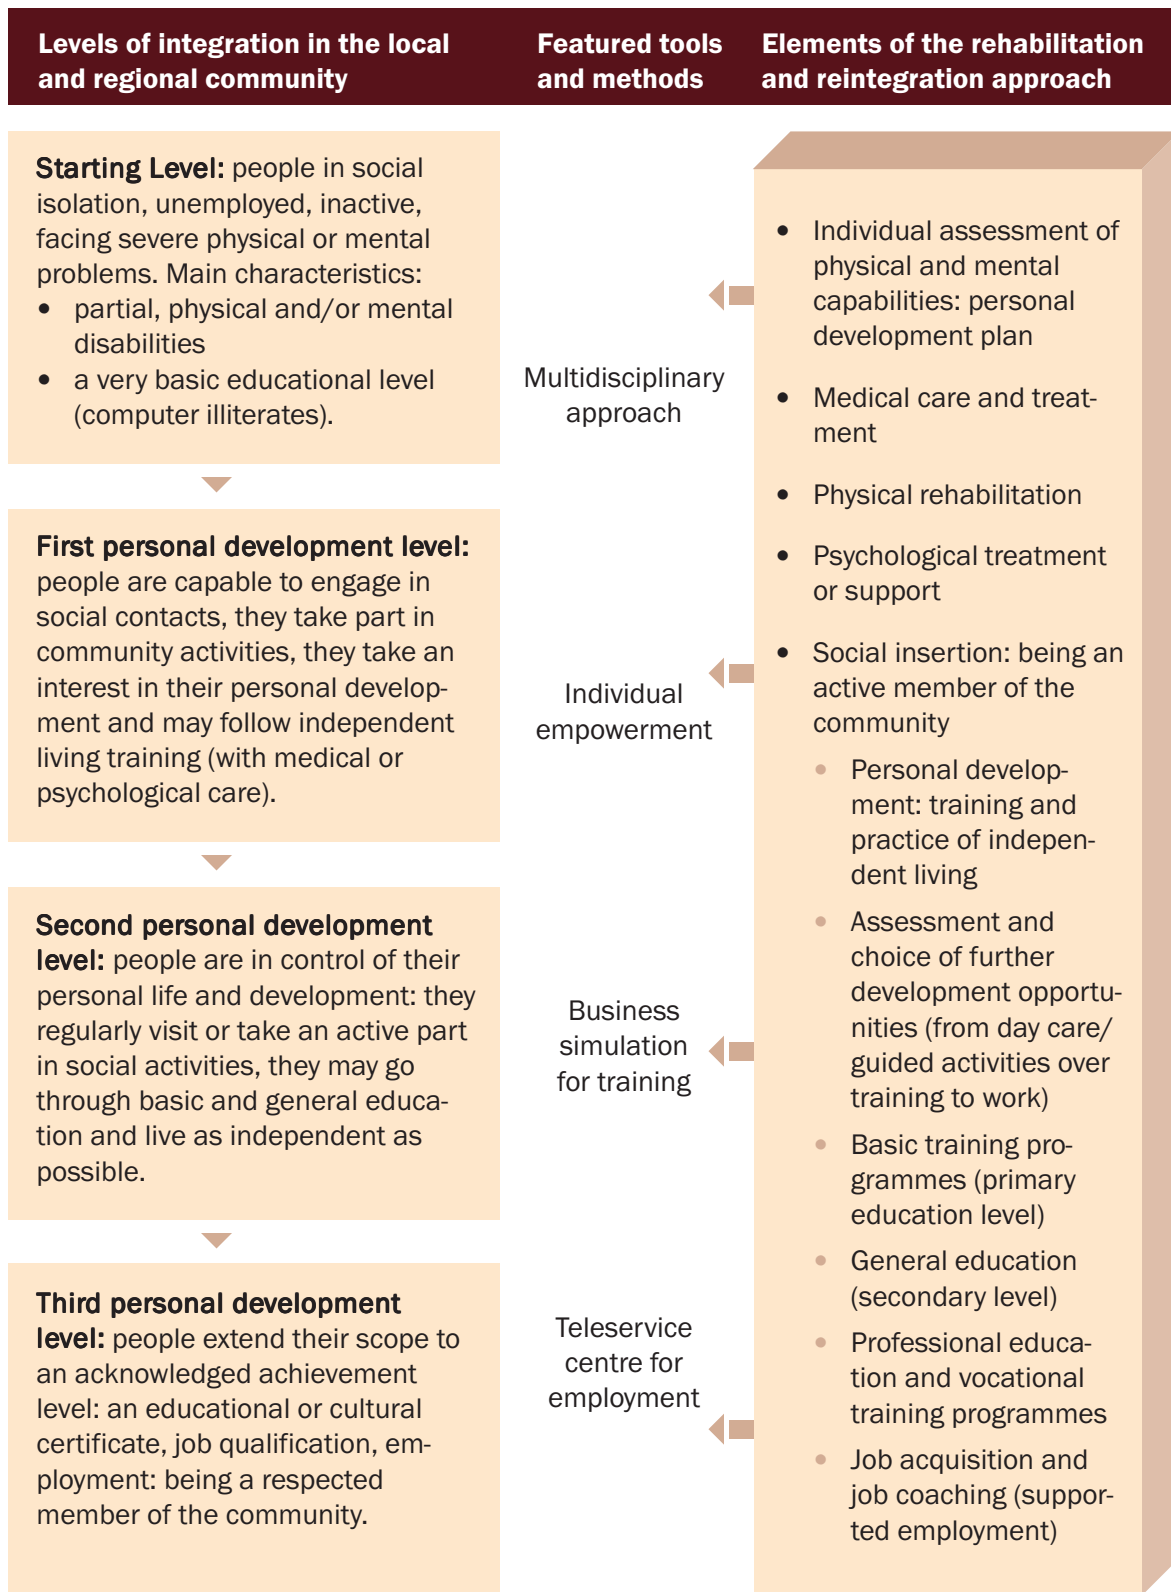 Levels of integration in the local
and regional community
Featured tools
and methods
Elements of the rehabilitation
and reintegration approach
Starting Level: people in social
isolation, unemployed, inactive,
facing severe physical or mental
problems. Main characteristics:
• partial, physical and/or mental
disabilities
• a very basic educational level
(computer illiterates).
First personal development level:
people are capable to engage in
social contacts, they take part in
community activities, they take an
interest in their personal develop-
ment and may follow independent
living training (with medical or
psychological care).
Second personal development
level: people are in control of their
personal life and development: they
regularly visit or take an active part
in social activities, they may go
through basic and general educa-
tion and live as independent as
possible.
Third personal development
level: people extend their scope to
an acknowledged achievement
level: an educational or cultural
certificate, job qualification, em-
ployment: being a respected
member of the community.
Multidisciplinary
approach
Individual
empowerment
Business
simulation
for training
Teleservice
centre for
employment
• Individual assessment of
physical and mental
capabilities: personal
development plan
• Medical care and treat-
ment
• Physical rehabilitation
• Psychological treatment
or support
• Social insertion: being an
active member of the
community
• Personal develop-
ment: training and
practice of indepen-
dent living
• Assessment and
choice of further
development opportu-
nities (from day care/
guided activities over
training to work)
• Basic training pro-
grammes (primary
education level)
• General education
(secondary level)
• Professional educa-
tion and vocational
training programmes
• Job acquisition and
job coaching (suppor-
ted employment)